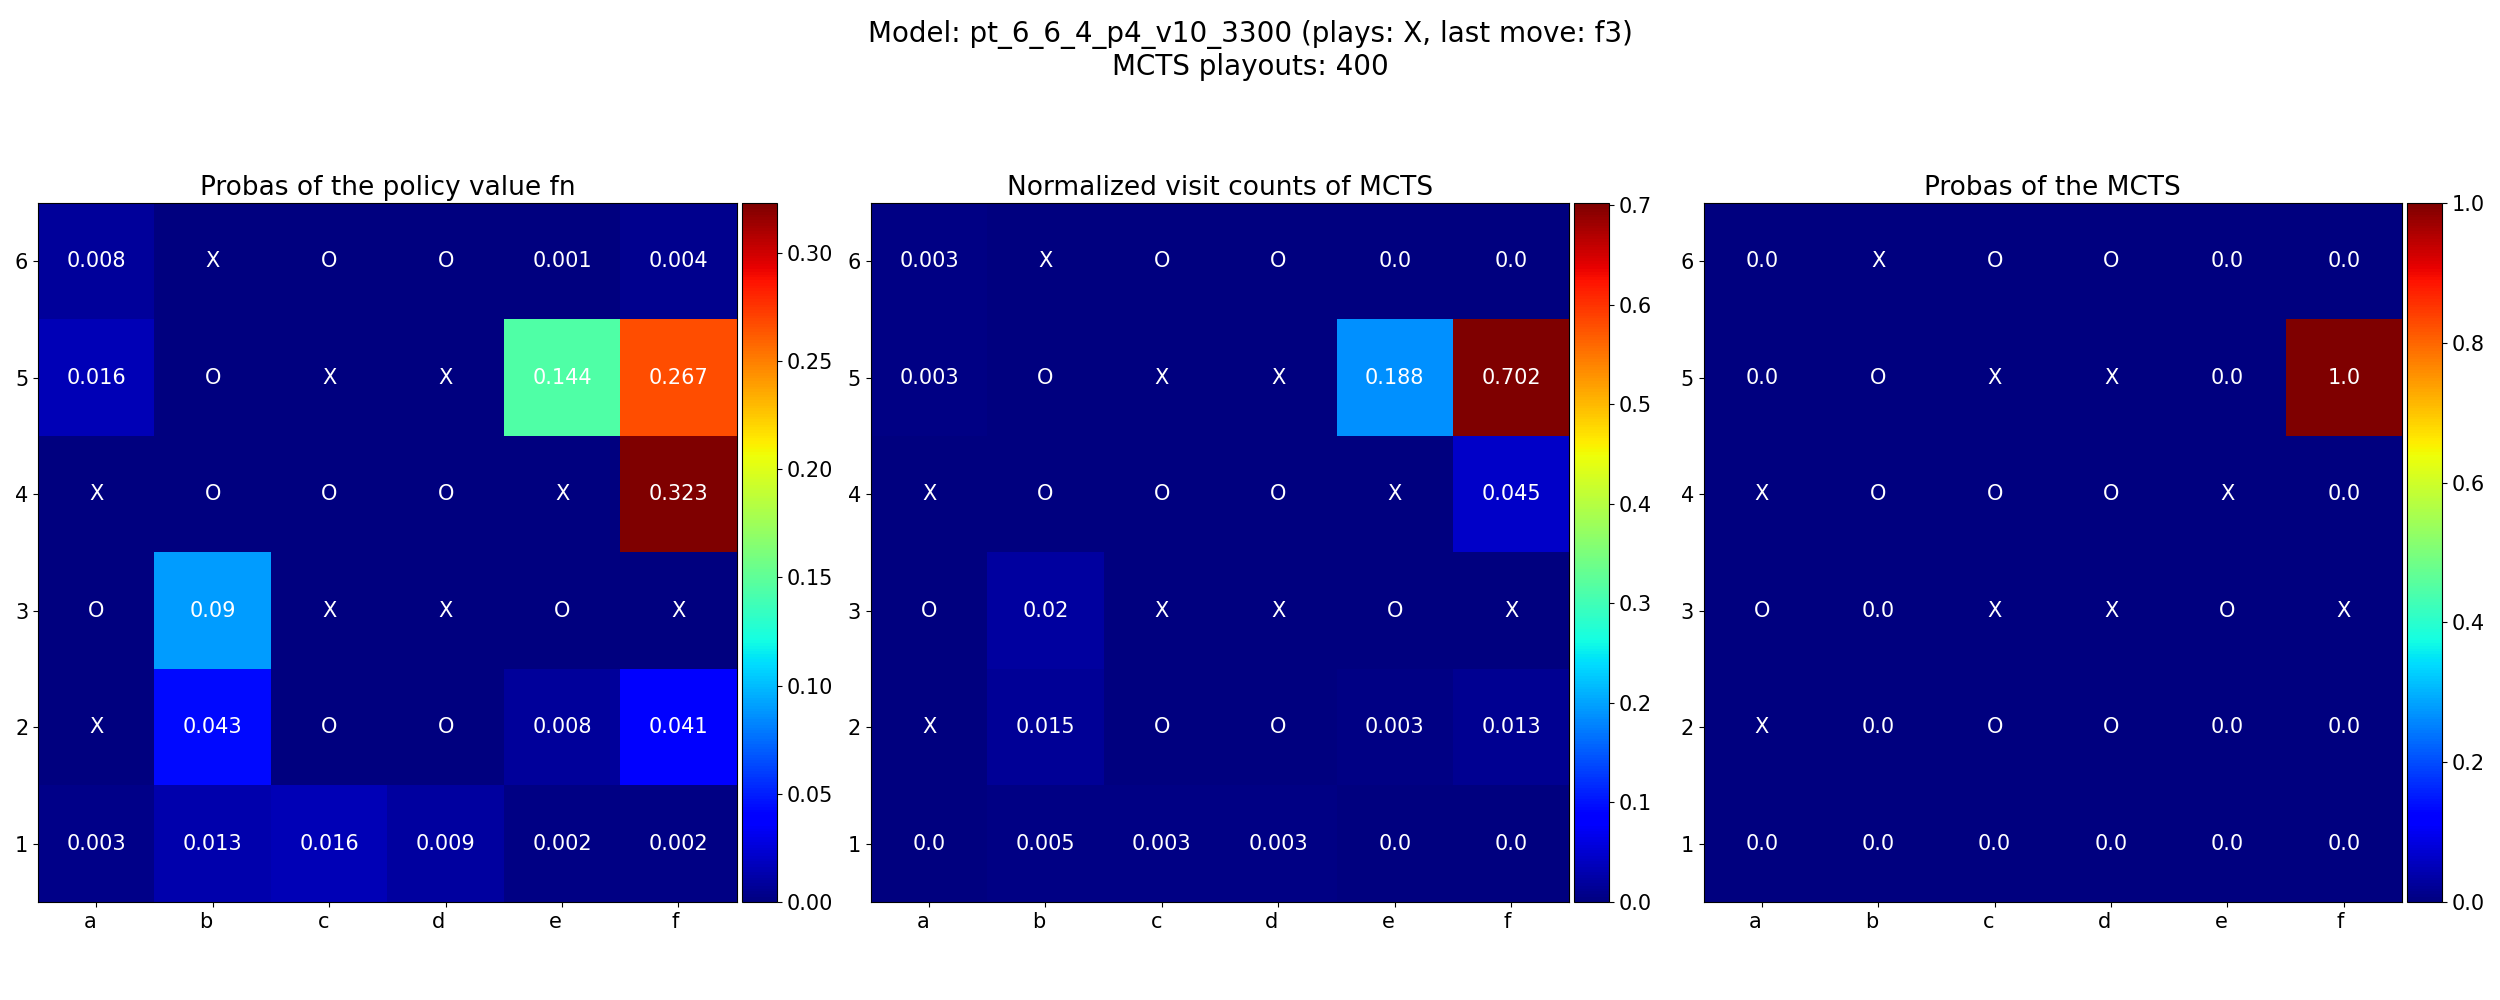 Model: pt_6_6_4_p4_v10_3300 (plays: X, last move: f3)
MCTS playouts: 400
Probas of the policy value fn
6 0.008 X O O 0.001 0.004
5 0.016 O X X 0.144 0.267
4 X O O O X 0.323
3 O 0.09 X X O X
2 X 0.043 O O 0.008 0.041
1 0.003 0.013 0.016 0.009 0.002 0.002
a b c d e f
0.30
0.25
0.20
0.15
0.10
0.05
0.00
Normalized visit counts of MCTS
6 0.003 X O O 0.0 0.0
5 0.003 O X X 0.188 0.702
4 X O O O X 0.045
3 O 0.02 X X O X
2 X 0.015 O O 0.003 0.013
1 0.0 0.005 0.003 0.003 0.0 0.0
a b c d e f
0.7
0.6
0.5
0.4
0.3
0.2
0.1
0.0
Probas of the MCTS
6 0.0 X O O 0.0 0.0
5 0.0 O X X 0.0 1.0
4 X O O O X 0.0
3 O 0.0 X X O X
2 X 0.0 O O 0.0 0.0
1 0.0 0.0 0.0 0.0 0.0 0.0
a b c d e f
1.0
0.8
0.6
0.4
0.2
0.0